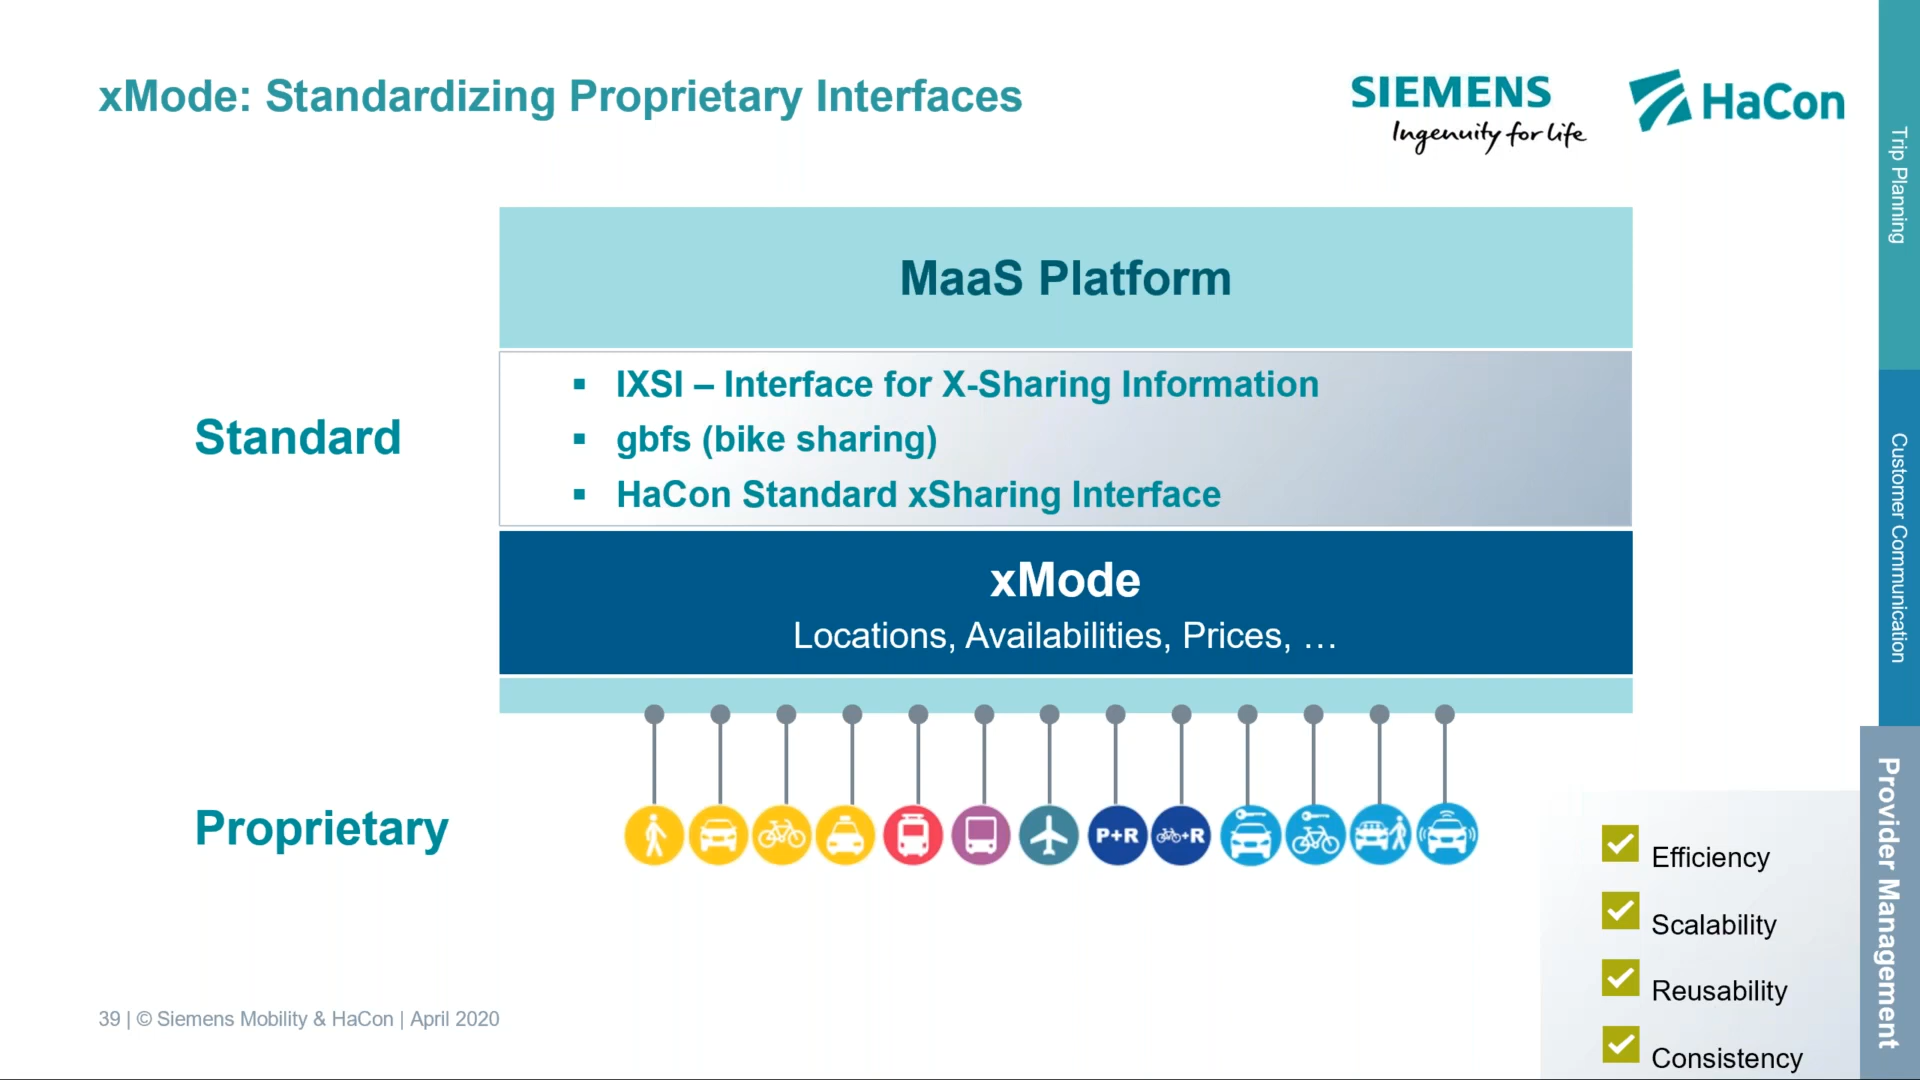 xMode: Standardizing Proprietary Interfaces
SIEMENS
Ingenuity for life
HaCon
Trip Planning
MaaS Platform
Standard
▪ IXSI – Interface for X-Sharing Information
▪ gbfs (bike sharing)
▪ HaCon Standard xSharing Interface
Customer Communication
xMode
Locations, Availabilities, Prices, …
Proprietary
P+R
+R
Provider Management
Efficiency
Scalability
Reusability
Consistency
39 | © Siemens Mobility & HaCon | April 2020